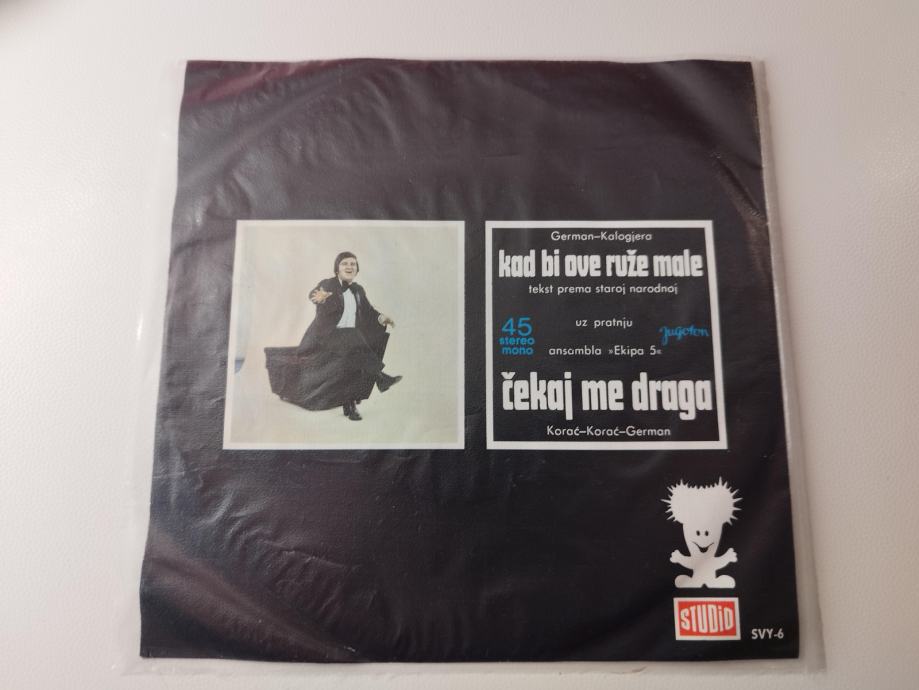 German–Kalogjera
kad bi ove ruže male
tekst prema staroj narodnoj
uz pratnju
45
stereo
mono
jugoton
ansambla »Ekipa 5«
čekaj me draga
Korać–Korać–German
STUDiO
SVY-6